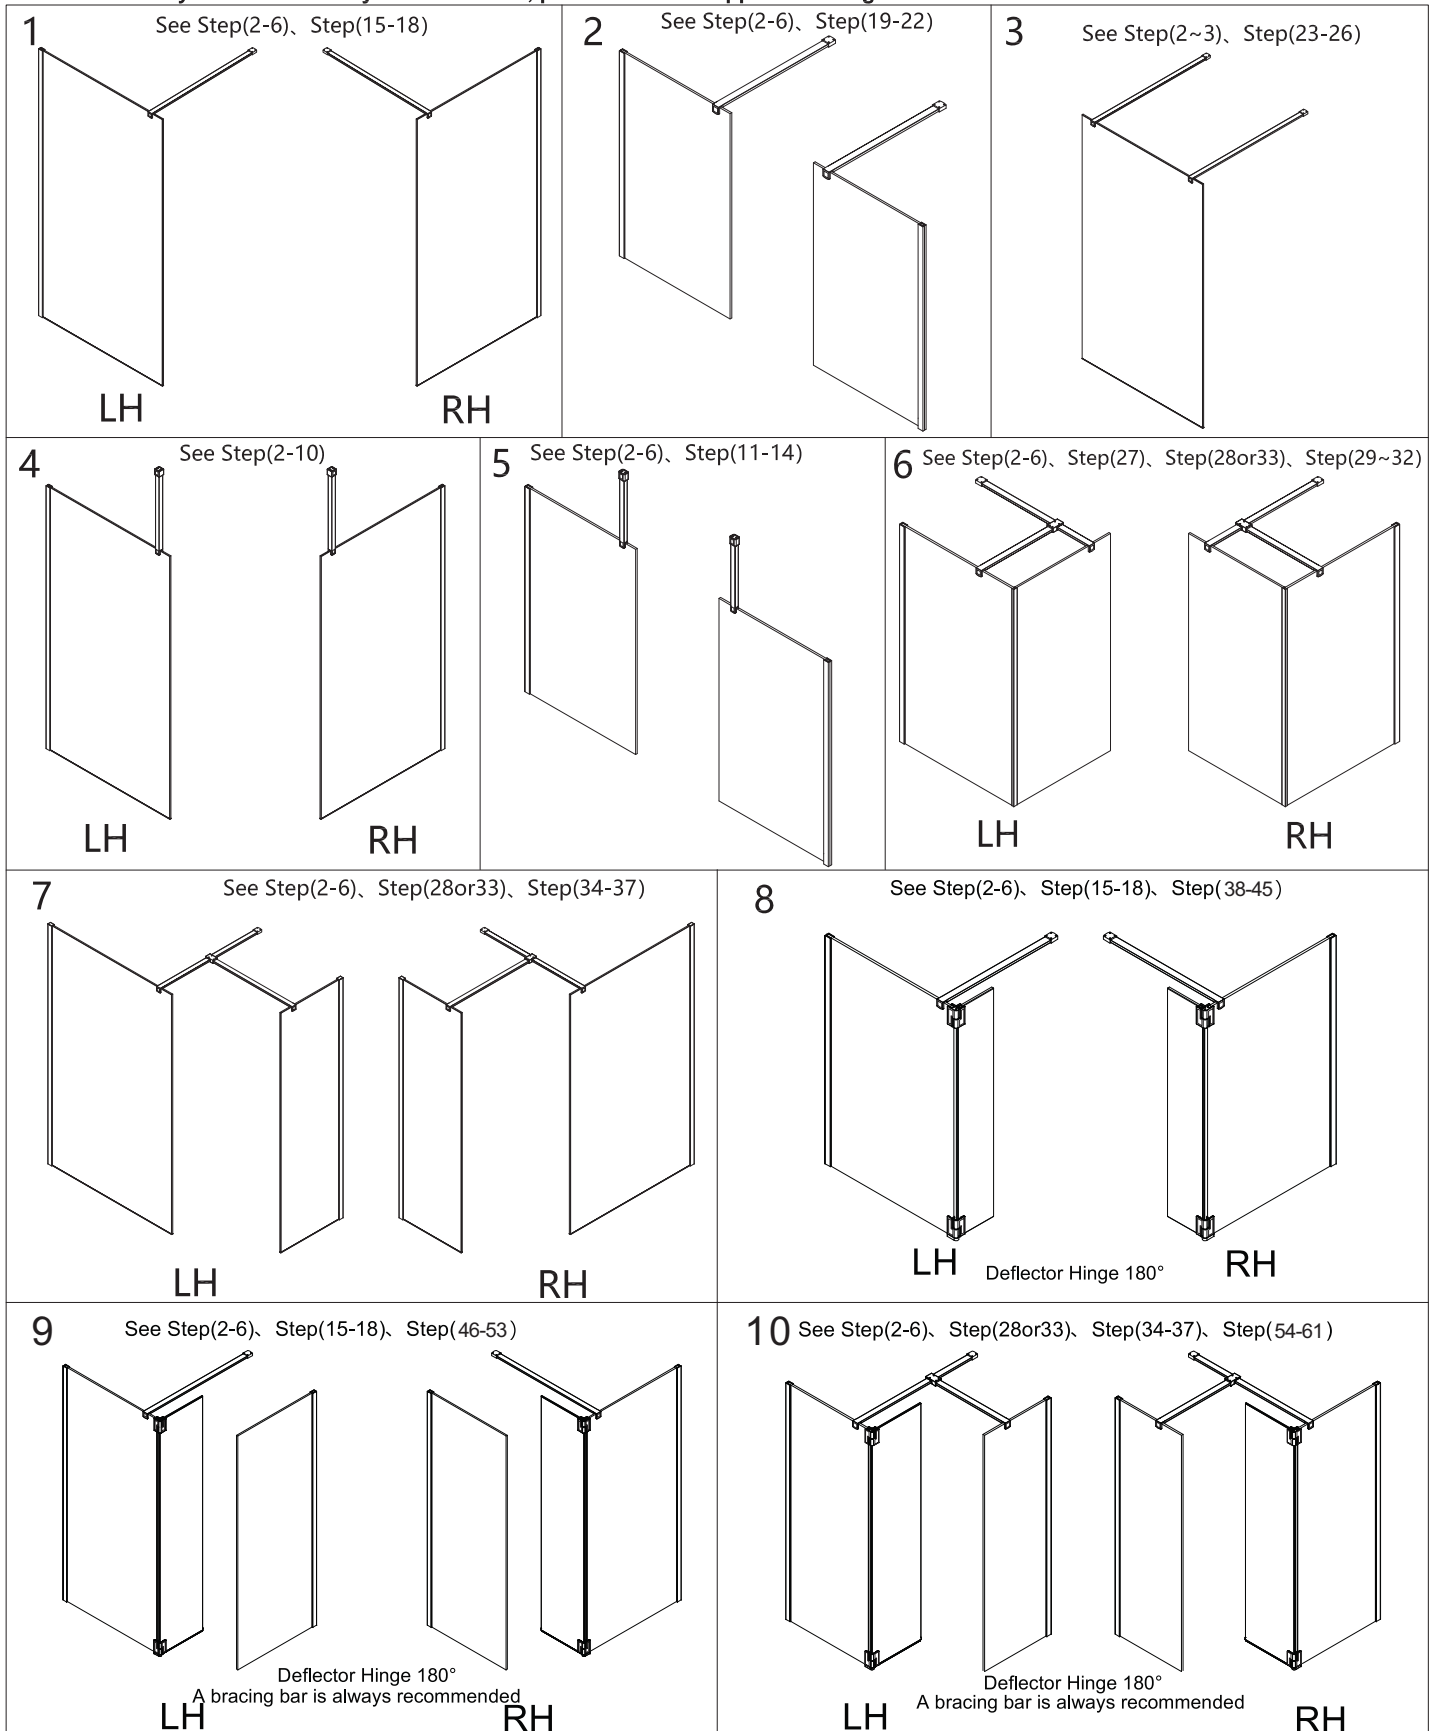 1
See Step(2-6)、Step(15-18)
LH
RH
2
See Step(2-6)、Step(19-22)
3
See Step(2~3)、Step(23-26)
4
See Step(2-10)
LH
RH
5
See Step(2-6)、Step(11-14)
6
See Step(2-6)、Step(27)、Step(28or33)、Step(29~32)
LH
RH
7
See Step(2-6)、Step(28or33)、Step(34-37)
LH
RH
8
See Step(2-6)、Step(15-18)、Step(38-45)
LH
Deflector Hinge 180°
RH
9
See Step(2-6)、Step(15-18)、Step(46-53)
Deflector Hinge 180°
A bracing bar is always recommended
LH
RH
10
See Step(2-6)、Step(28or33)、Step(34-37)、Step(54-61)
Deflector Hinge 180°
A bracing bar is always recommended
LH
RH